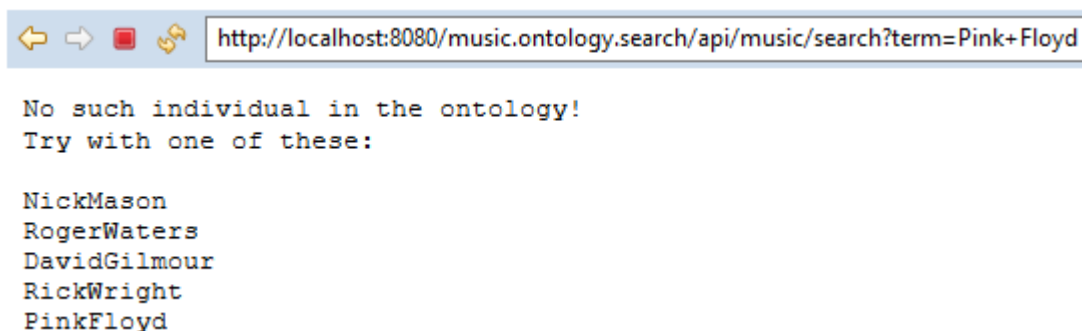 http://localhost:8080/music.ontology.search/api/music/search?term=Pink+Floyd
No such individual in the ontology!
Try with one of these:
NickMason
RogerWaters
DavidGilmour
RickWright
PinkFloyd